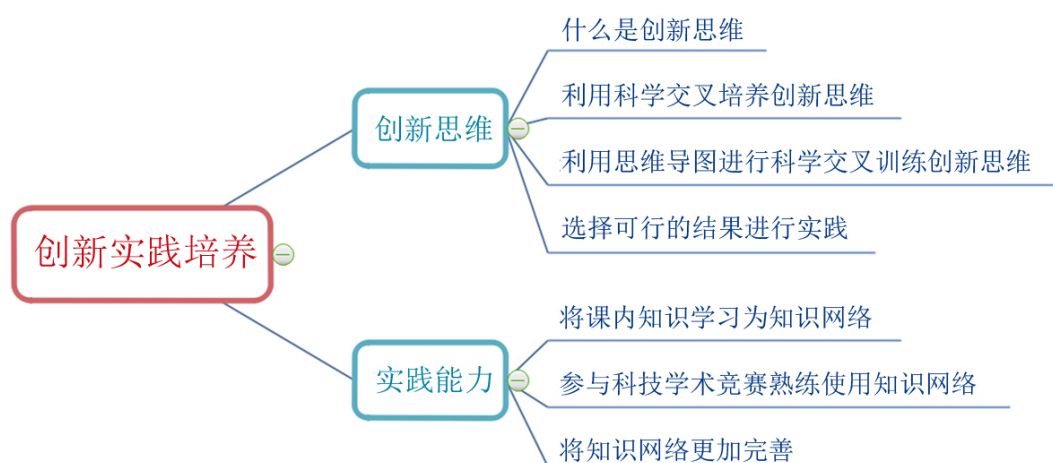 创新实践培养
创新思维
什么是创新思维
利用科学交叉培养创新思维
利用思维导图进行科学交叉训练创新思维
选择可行的结果进行实践
实践能力
将课内知识学习为知识网络
参与科技学术竞赛熟练使用知识网络
将知识网络更加完善